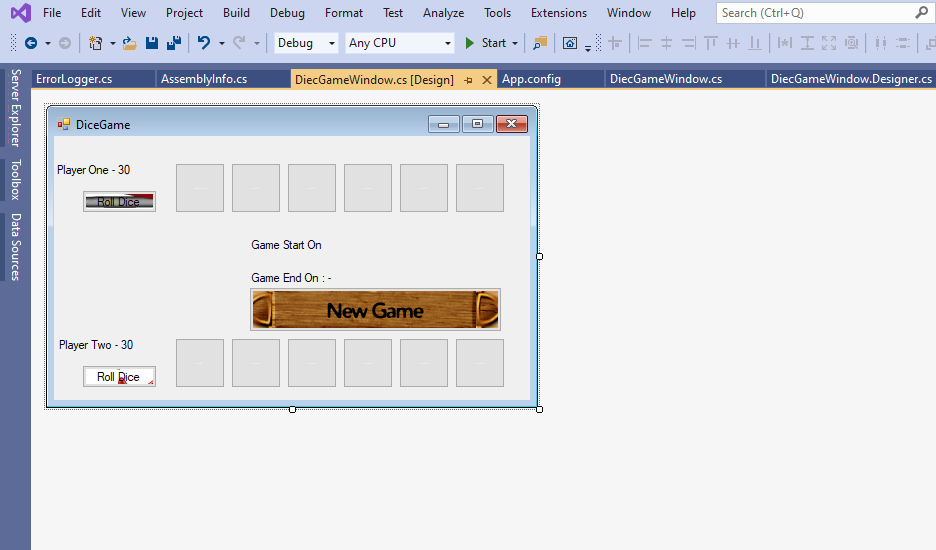 File Edit View Project Build Debug Format Test Analyze Tools Extensions Window Help Search (Ctrl+Q)
Debug Any CPU Start
ErrorLogger.cs AssemblyInfo.cs DiecGameWindow.cs [Design] App.config DiecGameWindow.cs DiecGameWindow.Designer.cs
Server Explorer
Toolbox
Data Sources
DiceGame
Player One - 30
Roll Dice
Game Start On
Game End On : -
New Game
Player Two - 30
Roll Dice